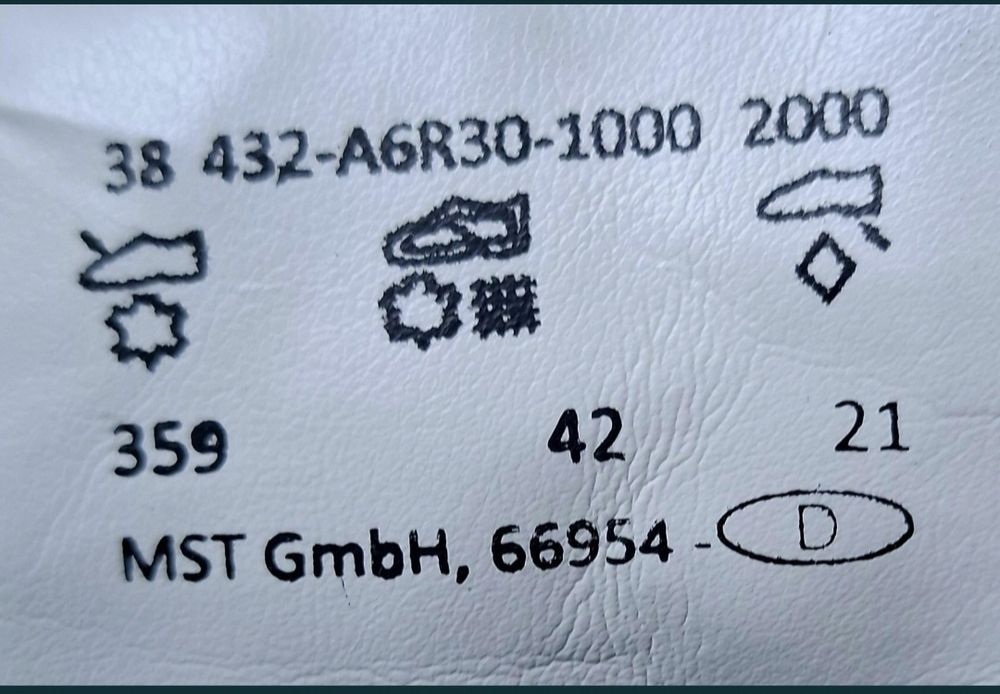 38 432-A6R30-1000 2000
359 42 21
MST GmbH, 66954 - D